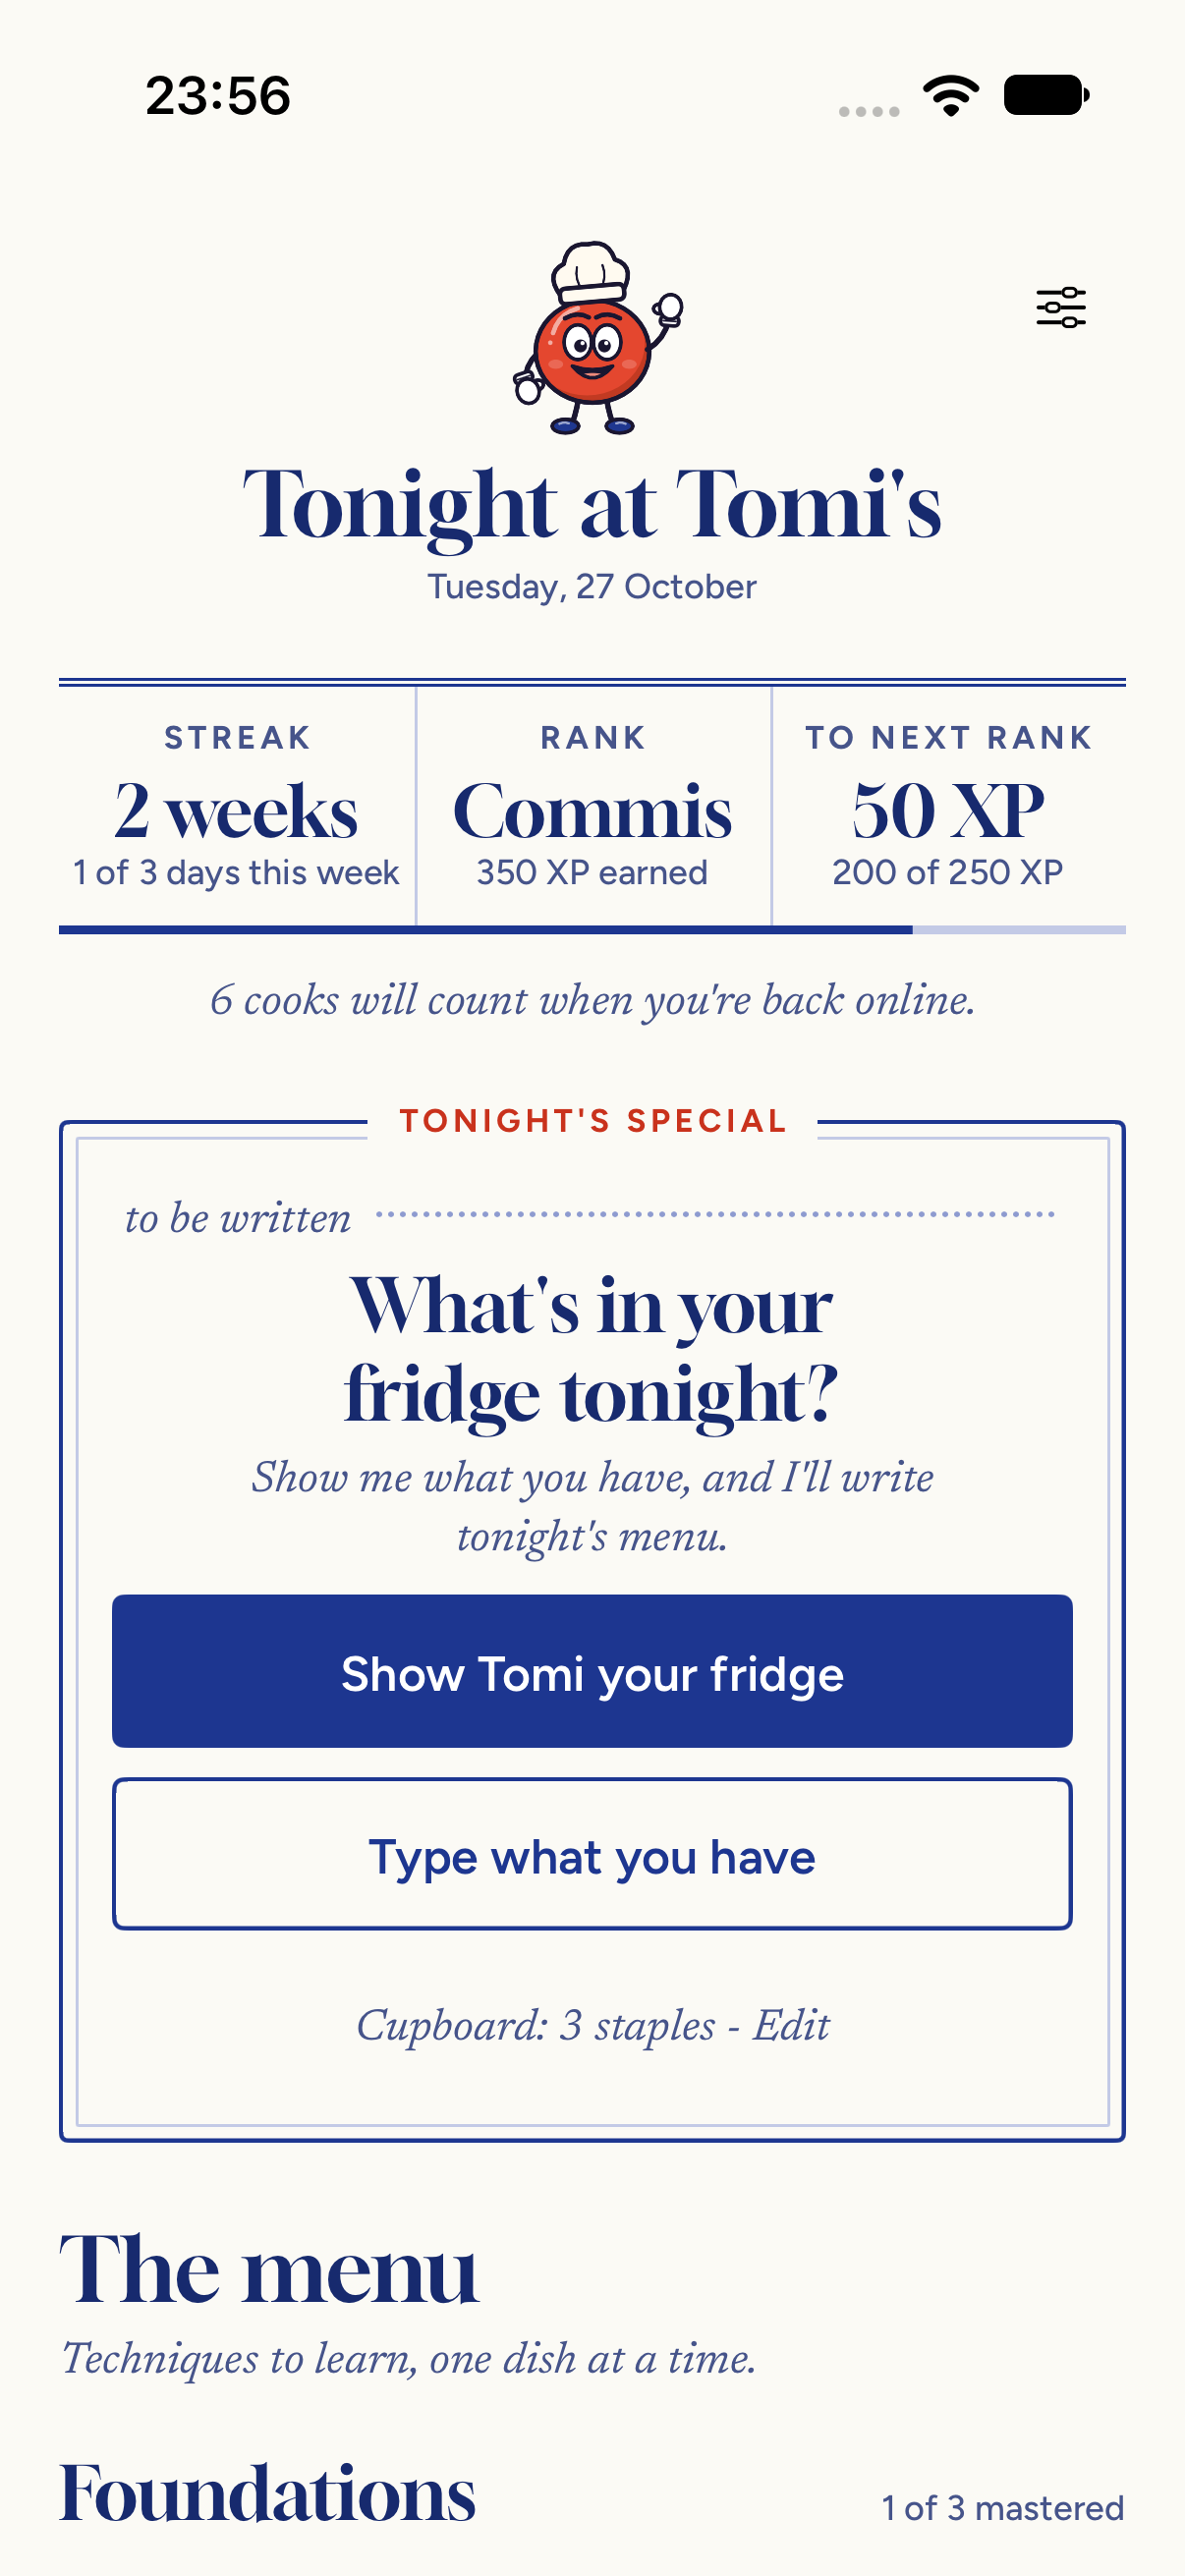 23:56
Tonight at Tomi's
Tuesday, 27 October
STREAK
2 weeks
1 of 3 days this week
RANK
Commis
350 XP earned
TO NEXT RANK
50 XP
200 of 250 XP
6 cooks will count when you're back online.
TONIGHT'S SPECIAL
to be written
What's in your
fridge tonight?
Show me what you have, and I'll write
tonight's menu.
Show Tomi your fridge
Type what you have
Cupboard: 3 staples - Edit
The menu
Techniques to learn, one dish at a time.
Foundations
1 of 3 mastered